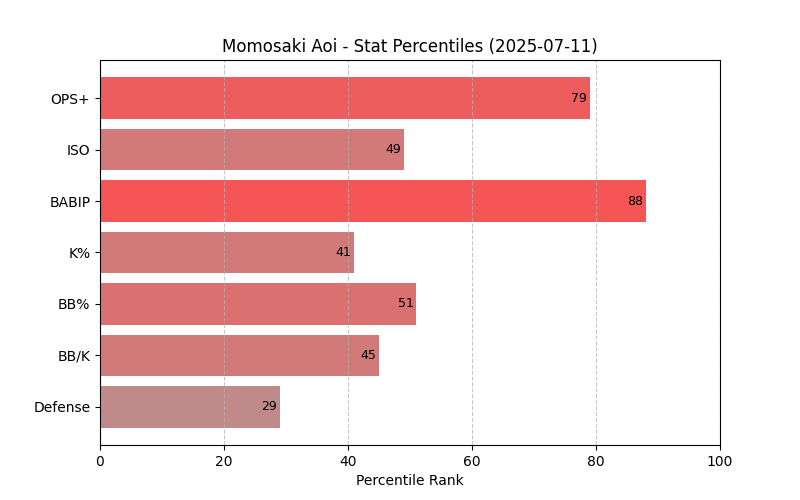 Momosaki Aoi - Stat Percentiles (2025-07-11)
OPS+ 79
ISO 49
BABIP 88
K% 41
BB% 51
BB/K 45
Defense 29
0 20 40 60 80 100
Percentile Rank